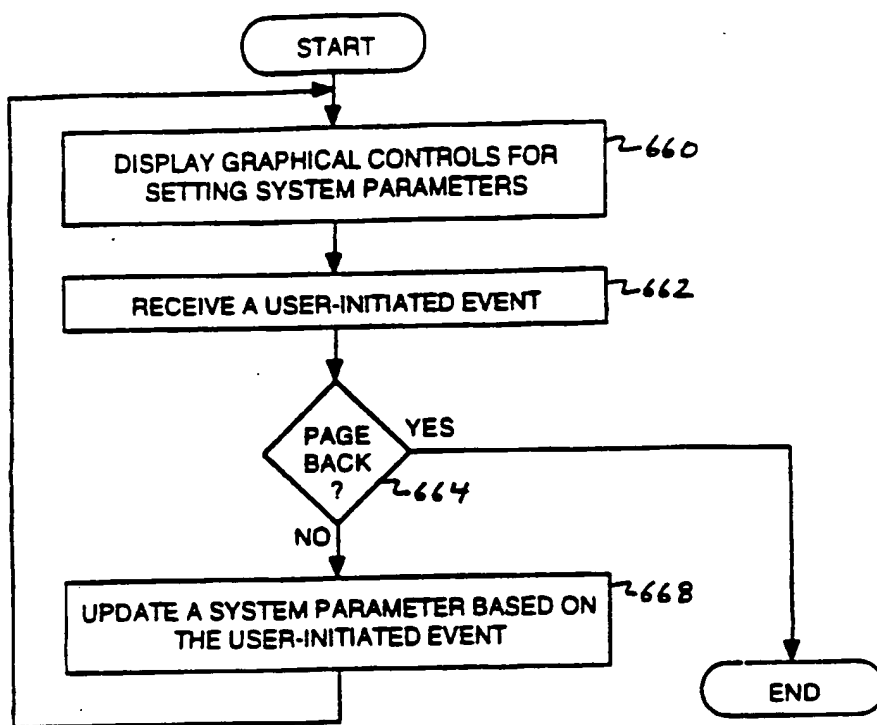 START
DISPLAY GRAPHICAL CONTROLS FOR
SETTING SYSTEM PARAMETERS
660
RECEIVE A USER-INITIATED EVENT
662
PAGE
BACK
?
YES
664
NO
UPDATE A SYSTEM PARAMETER BASED ON
THE USER-INITIATED EVENT
668
END